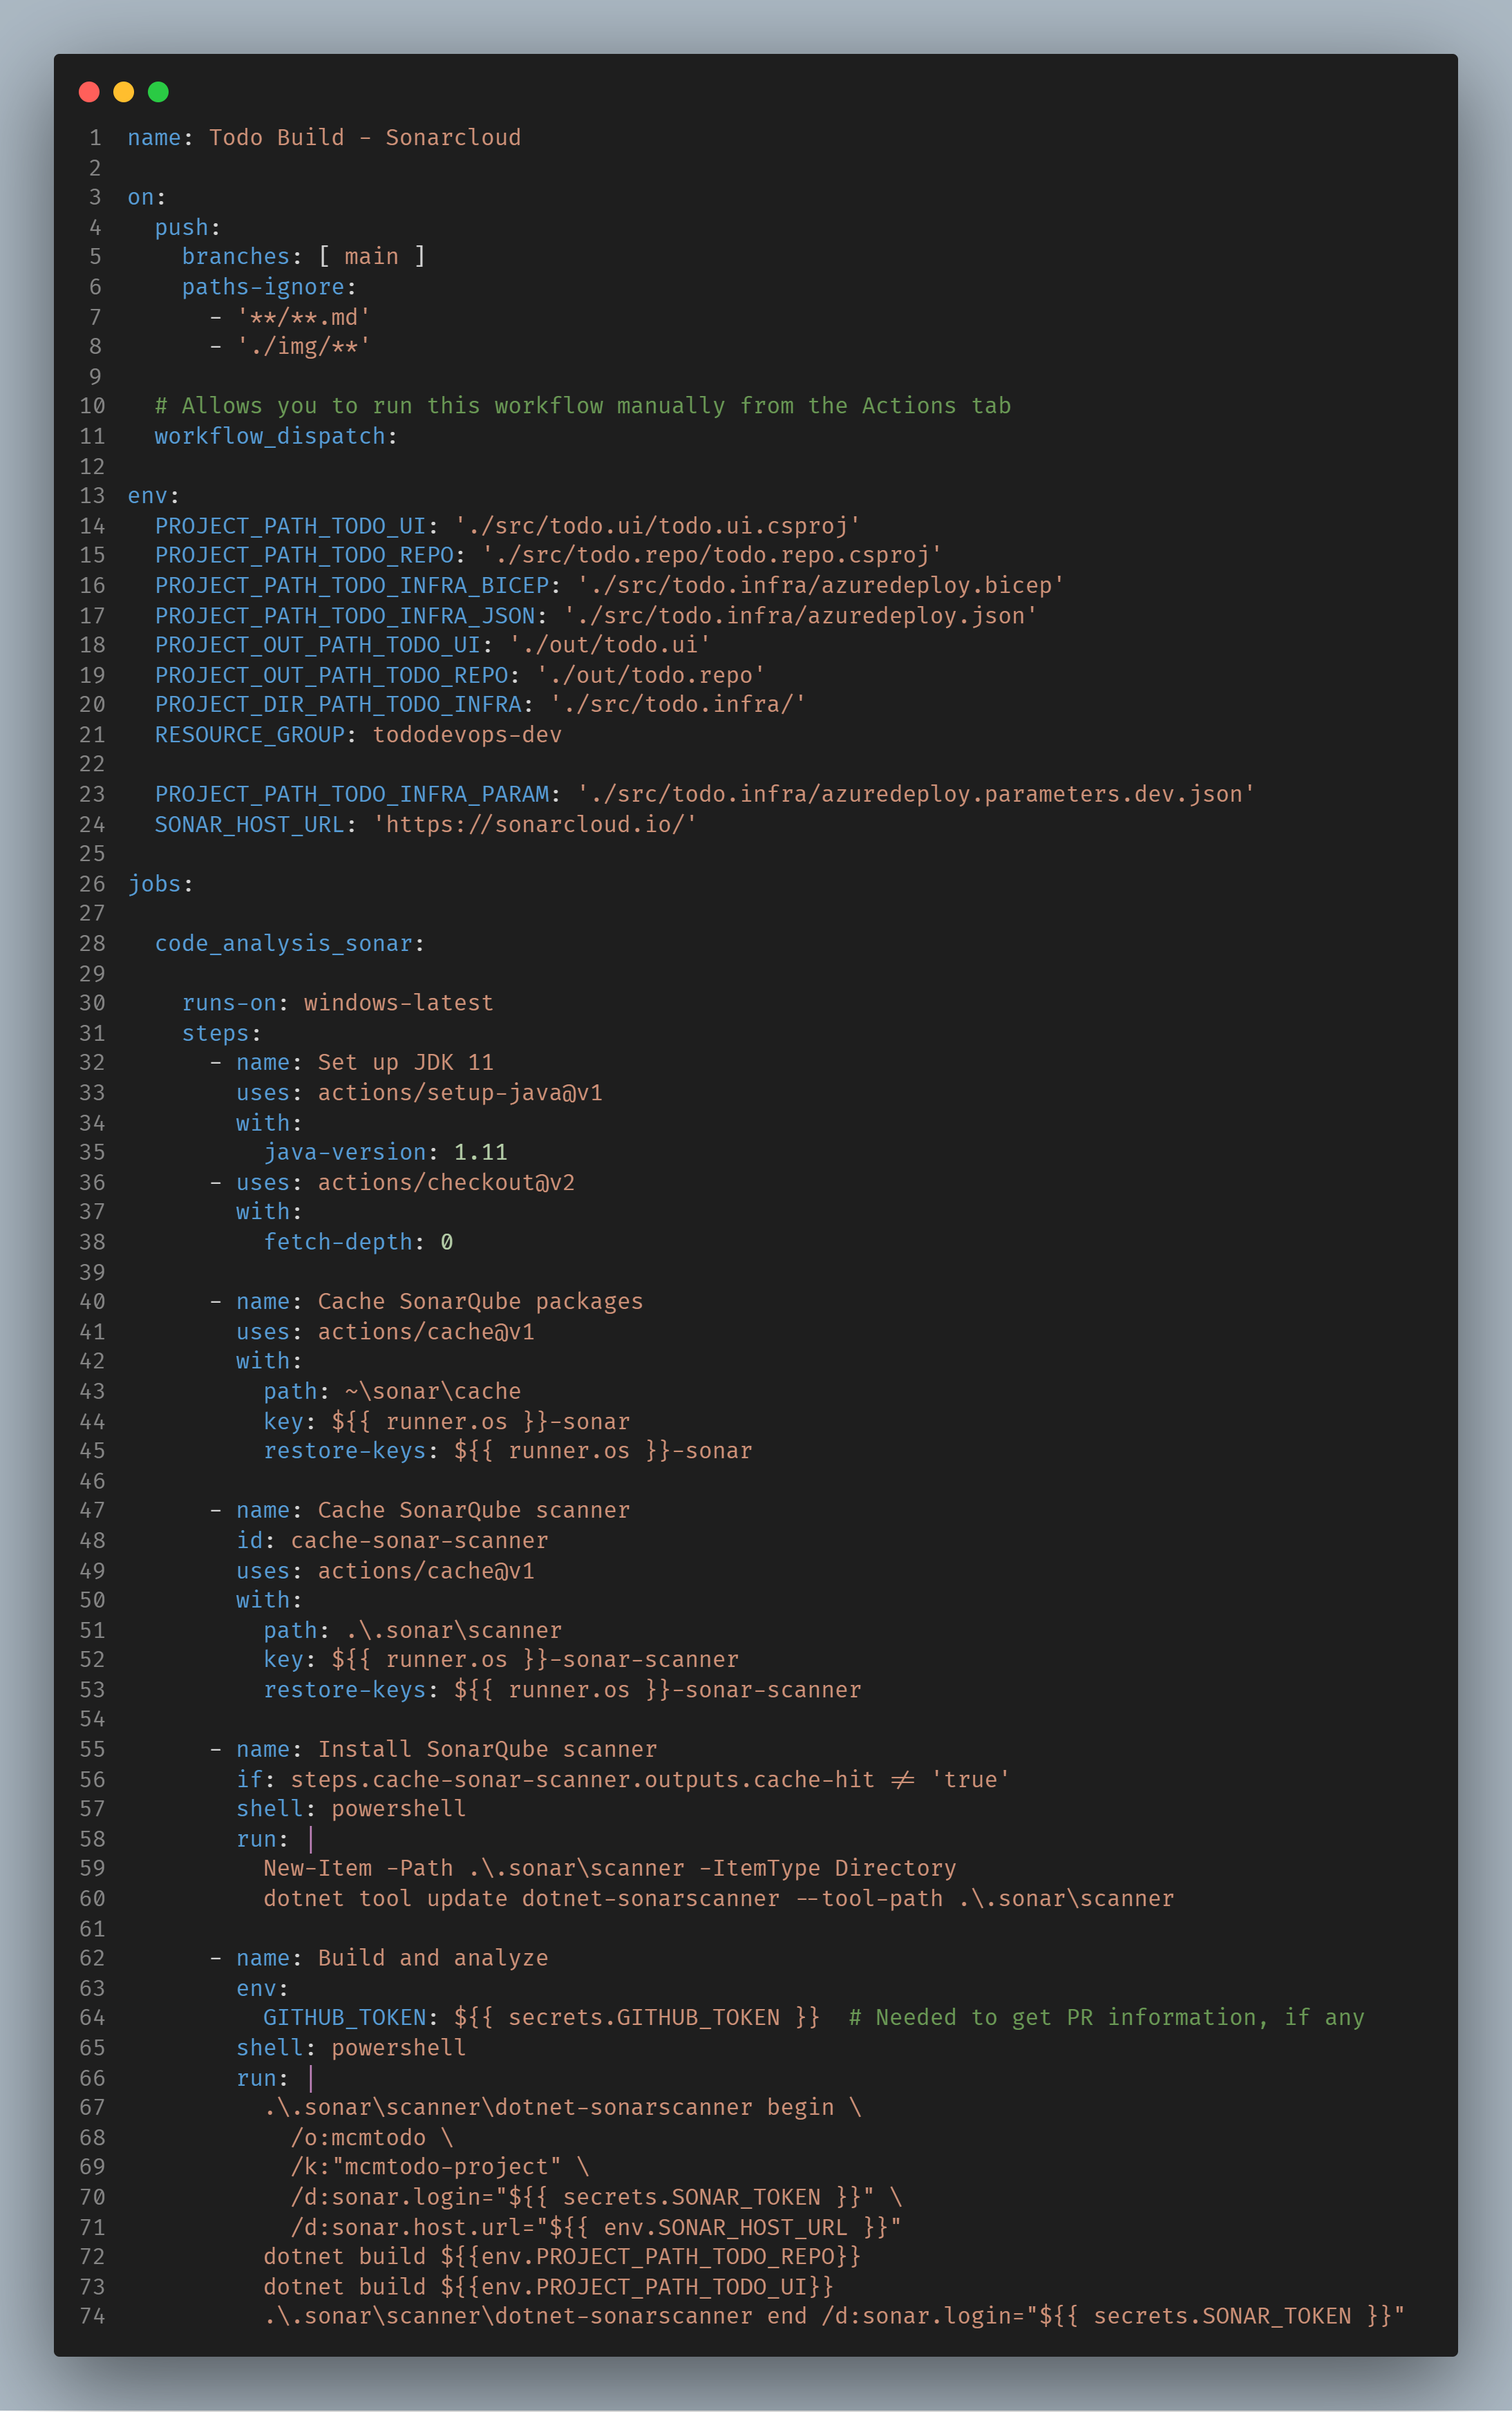 1 name: Todo Build - Sonarcloud
2
3 on:
4   push:
5     branches: [ main ]
6     paths-ignore:
7       - '**/**.md'
8       - './img/**'
9
10   # Allows you to run this workflow manually from the Actions tab
11   workflow_dispatch:
12
13 env:
14   PROJECT_PATH_TODO_UI: './src/todo.ui/todo.ui.csproj'
15   PROJECT_PATH_TODO_REPO: './src/todo.repo/todo.repo.csproj'
16   PROJECT_PATH_TODO_INFRA_BICEP: './src/todo.infra/azuredeploy.bicep'
17   PROJECT_PATH_TODO_INFRA_JSON: './src/todo.infra/azuredeploy.json'
18   PROJECT_OUT_PATH_TODO_UI: './out/todo.ui'
19   PROJECT_OUT_PATH_TODO_REPO: './out/todo.repo'
20   PROJECT_DIR_PATH_TODO_INFRA: './src/todo.infra/'
21   RESOURCE_GROUP: tododevops-dev
22
23   PROJECT_PATH_TODO_INFRA_PARAM: './src/todo.infra/azuredeploy.parameters.dev.json'
24   SONAR_HOST_URL: 'https://sonarcloud.io/'
25
26 jobs:
27
28   code_analysis_sonar:
29
30     runs-on: windows-latest
31     steps:
32       - name: Set up JDK 11
33         uses: actions/setup-java@v1
34         with:
35           java-version: 1.11
36       - uses: actions/checkout@v2
37         with:
38           fetch-depth: 0
39
40       - name: Cache SonarQube packages
41         uses: actions/cache@v1
42         with:
43           path: ~\sonar\cache
44           key: ${{ runner.os }}-sonar
45           restore-keys: ${{ runner.os }}-sonar
46
47       - name: Cache SonarQube scanner
48         id: cache-sonar-scanner
49         uses: actions/cache@v1
50         with:
51           path: .\.sonar\scanner
52           key: ${{ runner.os }}-sonar-scanner
53           restore-keys: ${{ runner.os }}-sonar-scanner
54
55       - name: Install SonarQube scanner
56         if: steps.cache-sonar-scanner.outputs.cache-hit != 'true'
57         shell: powershell
58         run: |
59           New-Item -Path .\.sonar\scanner -ItemType Directory
60           dotnet tool update dotnet-sonarscanner --tool-path .\.sonar\scanner
61
62       - name: Build and analyze
63         env:
64           GITHUB_TOKEN: ${{ secrets.GITHUB_TOKEN }}  # Needed to get PR information, if any
65         shell: powershell
66         run: |
67           .\.sonar\scanner\dotnet-sonarscanner begin \
68             /o:mcmtodo \
69             /k:"mcmtodo-project" \
70             /d:sonar.login="${{ secrets.SONAR_TOKEN }}" \
71             /d:sonar.host.url="${{ env.SONAR_HOST_URL }}"
72           dotnet build ${{env.PROJECT_PATH_TODO_REPO}}
73           dotnet build ${{env.PROJECT_PATH_TODO_UI}}
74           .\.sonar\scanner\dotnet-sonarscanner end /d:sonar.login="${{ secrets.SONAR_TOKEN }}"